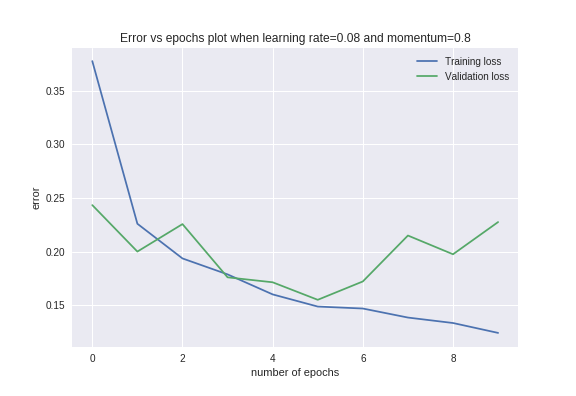 Error vs epochs plot when learning rate=0.08 and momentum=0.8
Training loss
Validation loss
0.35
0.30
0.25
0.20
0.15
error
0 2 4 6 8
number of epochs